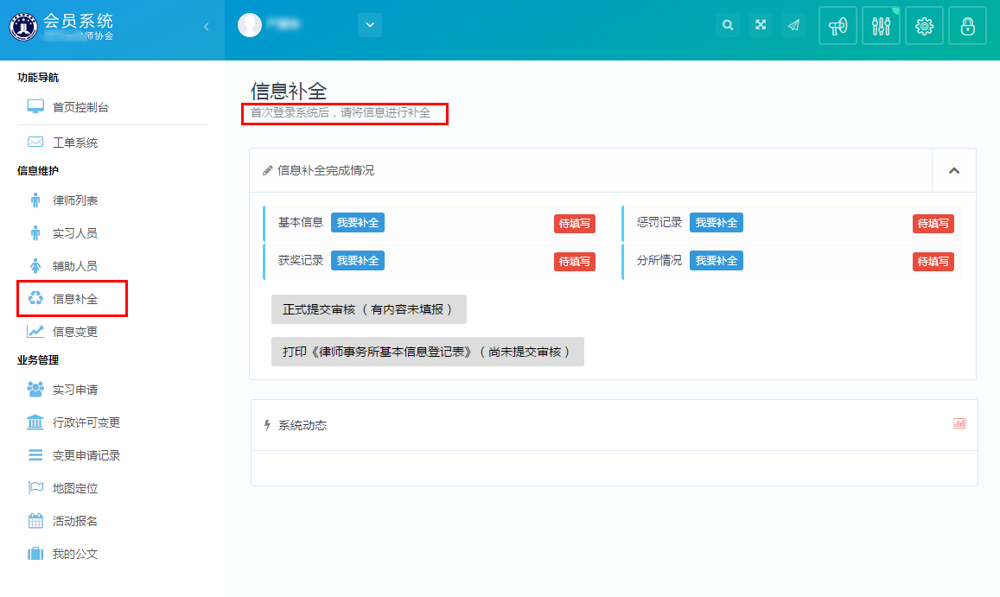 会员系统
师协会
功能导航
首页控制台
工单系统
信息维护
律师列表
实习人员
辅助人员
信息补全
信息变更
业务管理
实习申请
行政许可变更
变更申请记录
地图定位
活动报名
我的公文
信息补全
首次登录系统后，请将信息进行补全
信息补全完成情况
基本信息 我要补全 待填写
惩罚记录 我要补全 待填写
获奖记录 我要补全 待填写
分所情况 我要补全 待填写
正式提交审核 （ 有内容未填报 ）
打印《律师事务所基本信息登记表》（ 尚未提交审核 ）
系统动态